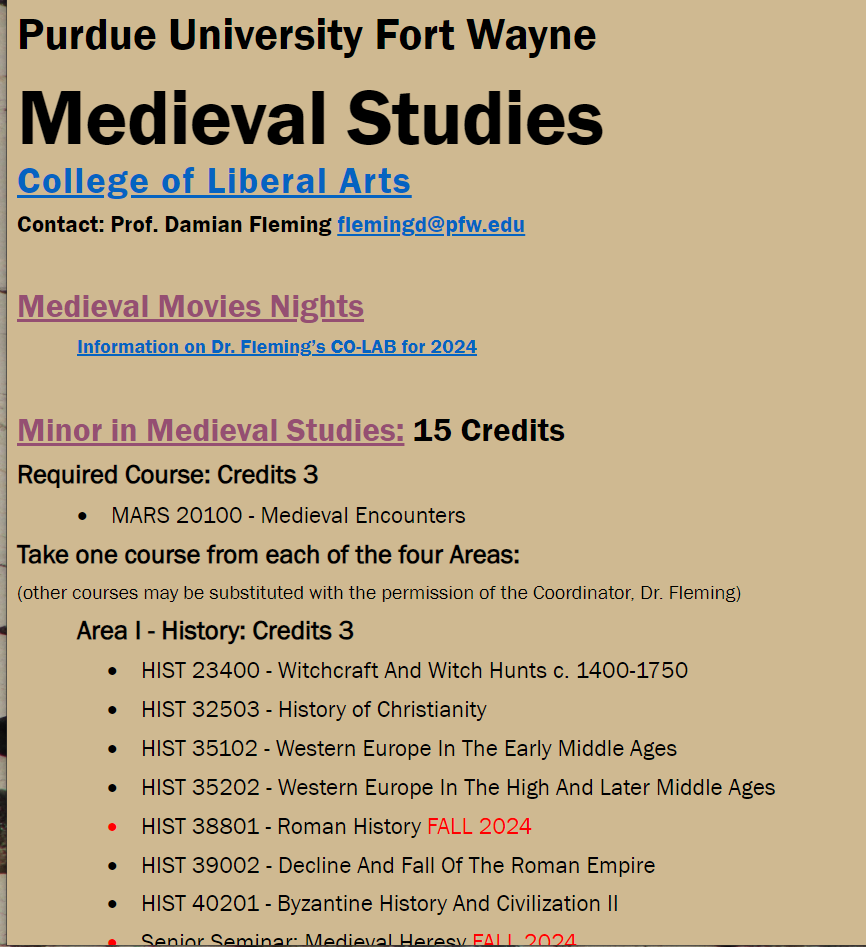 Purdue University Fort Wayne
Medieval Studies
College of Liberal Arts
Contact: Prof. Damian Fleming flemingd@pfw.edu
Medieval Movies Nights
Information on Dr. Fleming's CO-LAB for 2024
Minor in Medieval Studies: 15 Credits
Required Course: Credits 3
• MARS 20100 - Medieval Encounters
Take one course from each of the four Areas:
(other courses may be substituted with the permission of the Coordinator, Dr. Fleming)
Area I - History: Credits 3
• HIST 23400 - Witchcraft And Witch Hunts c. 1400-1750
• HIST 32503 - History of Christianity
• HIST 35102 - Western Europe In The Early Middle Ages
• HIST 35202 - Western Europe In The High And Later Middle Ages
• HIST 38801 - Roman History FALL 2024
• HIST 39002 - Decline And Fall Of The Roman Empire
• HIST 40201 - Byzantine History And Civilization II
• Senior Seminar: Medieval Heresy FALL 2024